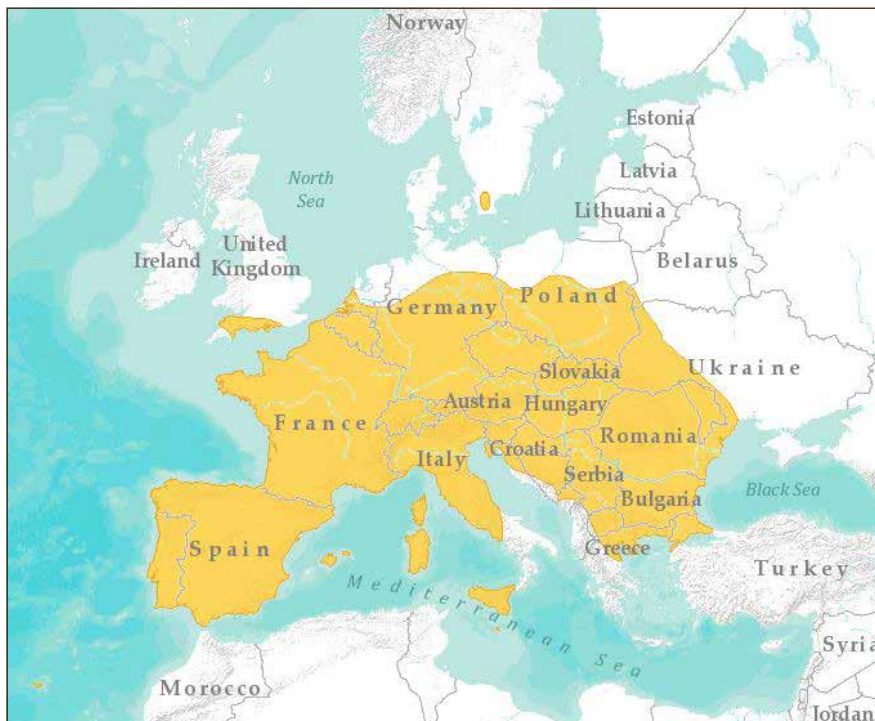 Norway
Estonia
Latvia
Lithuania
Belarus
North
Sea
Ireland
United
Kingdom
Germany
Poland
Ukraine
Slovakia
Austria
Hungary
France
Romania
Croatia
Italy
Serbia
Bulgaria
Black Sea
Spain
Greece
Turkey
Mediterranean Sea
Syria
Morocco
Jordan